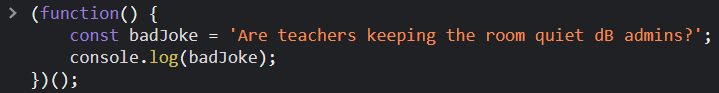 > (function() {
const badJoke = 'Are teachers keeping the room quiet dB admins?';
console.log(badJoke);
})();